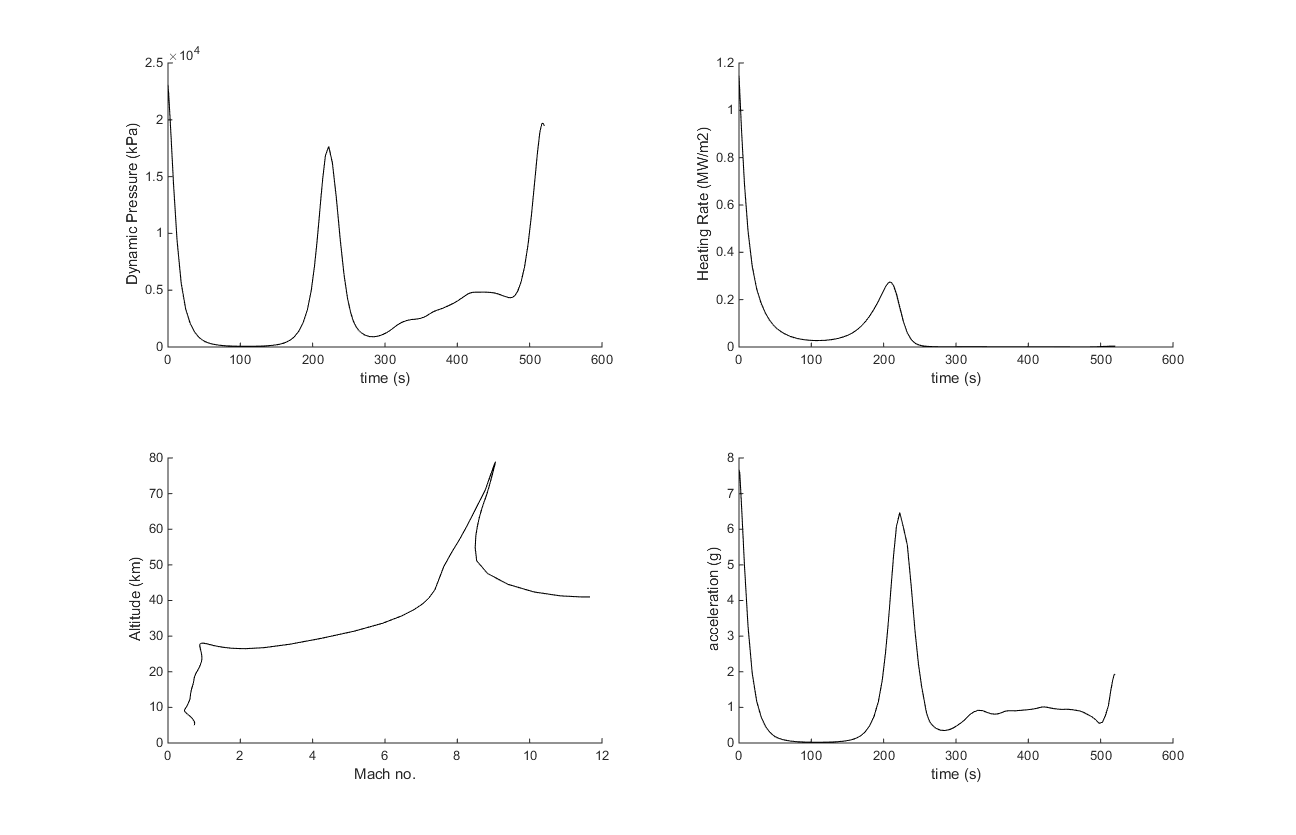 ×10⁴
2.5
2
1.5
1
0.5
0
0 100 200 300 400 500 600
time (s)
Dynamic Pressure (kPa)
1.2
1
0.8
0.6
0.4
0.2
0
0 100 200 300 400 500 600
time (s)
Heating Rate (MW/m2)
80
70
60
50
40
30
20
10
0
0 2 4 6 8 10 12
Mach no.
Altitude (km)
8
7
6
5
4
3
2
1
0
0 100 200 300 400 500 600
time (s)
acceleration (g)